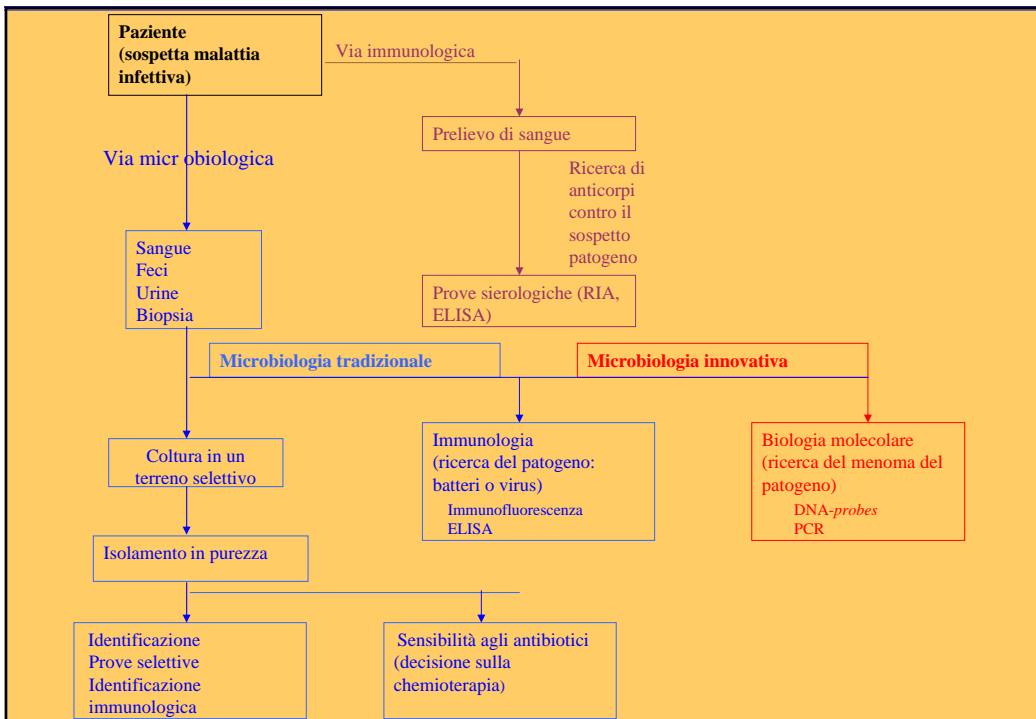 Paziente
(sospetta malattia
infettiva)
Via immunologica
Prelievo di sangue
Via micr obiologica
Ricerca di
anticorpi
contro il
sospetto
patogeno
Sangue
Feci
Urine
Biopsia
Prove sierologiche (RIA,
ELISA)
Microbiologia tradizionale
Microbiologia innovativa
Coltura in un
terreno selettivo
Immunologia
(ricerca del patogeno:
batteri o virus)
Immunofluorescenza
ELISA
Biologia molecolare
(ricerca del menoma del
patogeno)
DNA-probes
PCR
Isolamento in purezza
Identificazione
Prove selettive
Identificazione
immunologica
Sensibilità agli antibiotici
(decisione sulla
chemioterapia)